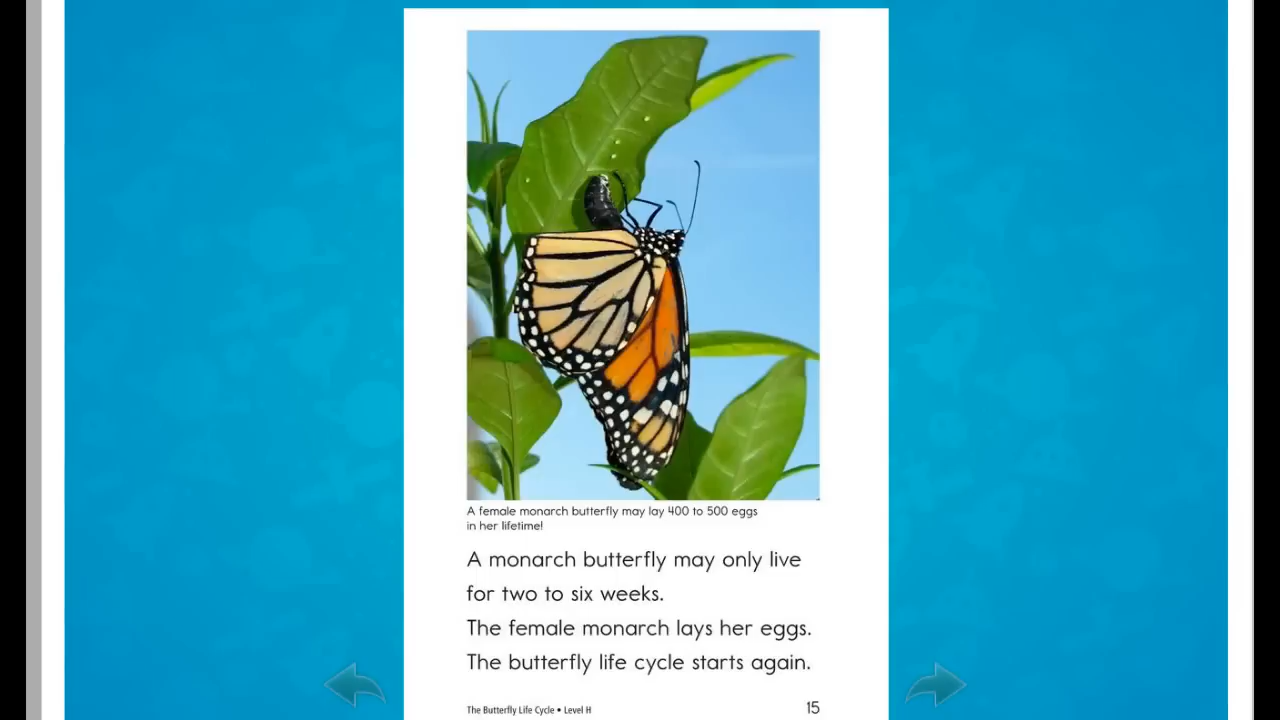 A female monarch butterfly may lay 400 to 500 eggs
in her lifetime!
A monarch butterfly may only live
for two to six weeks.
The female monarch lays her eggs.
The butterfly life cycle starts again.
The Butterfly Life Cycle • Level H
15